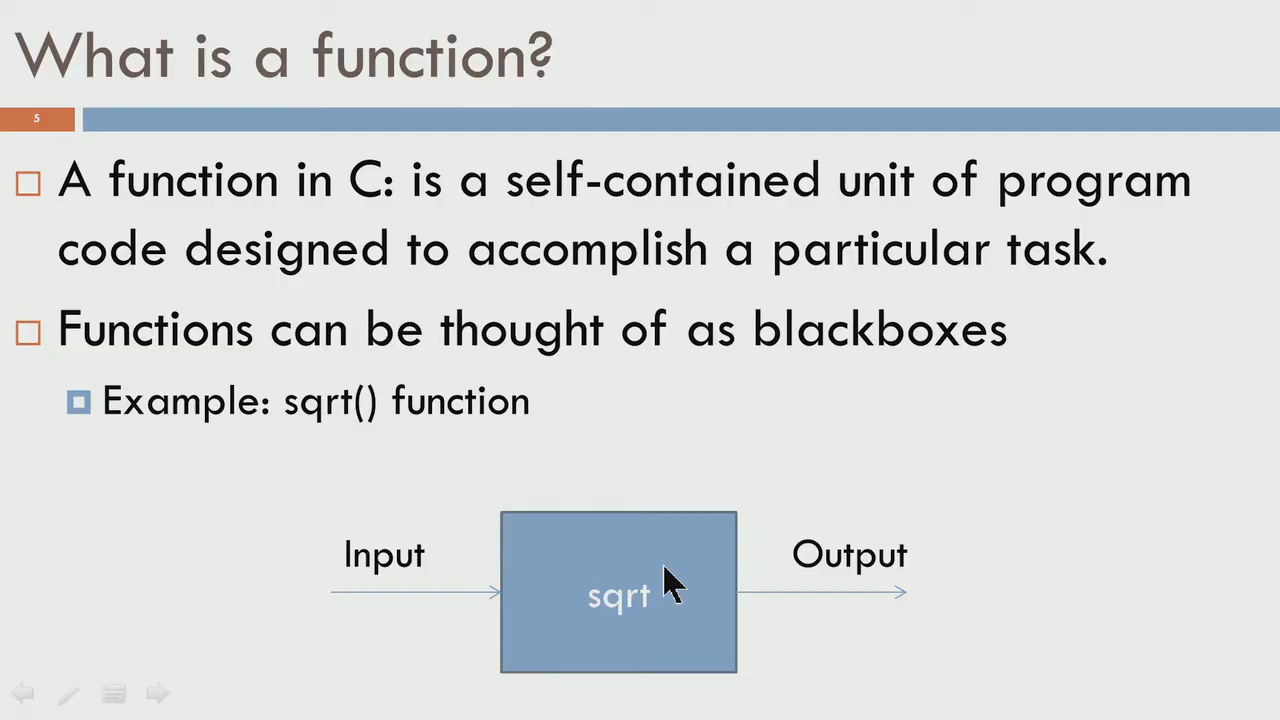 What is a function?
5
A function in C: is a self-contained unit of program
code designed to accomplish a particular task.
Functions can be thought of as blackboxes
Example: sqrt() function
Input
sqrt
Output